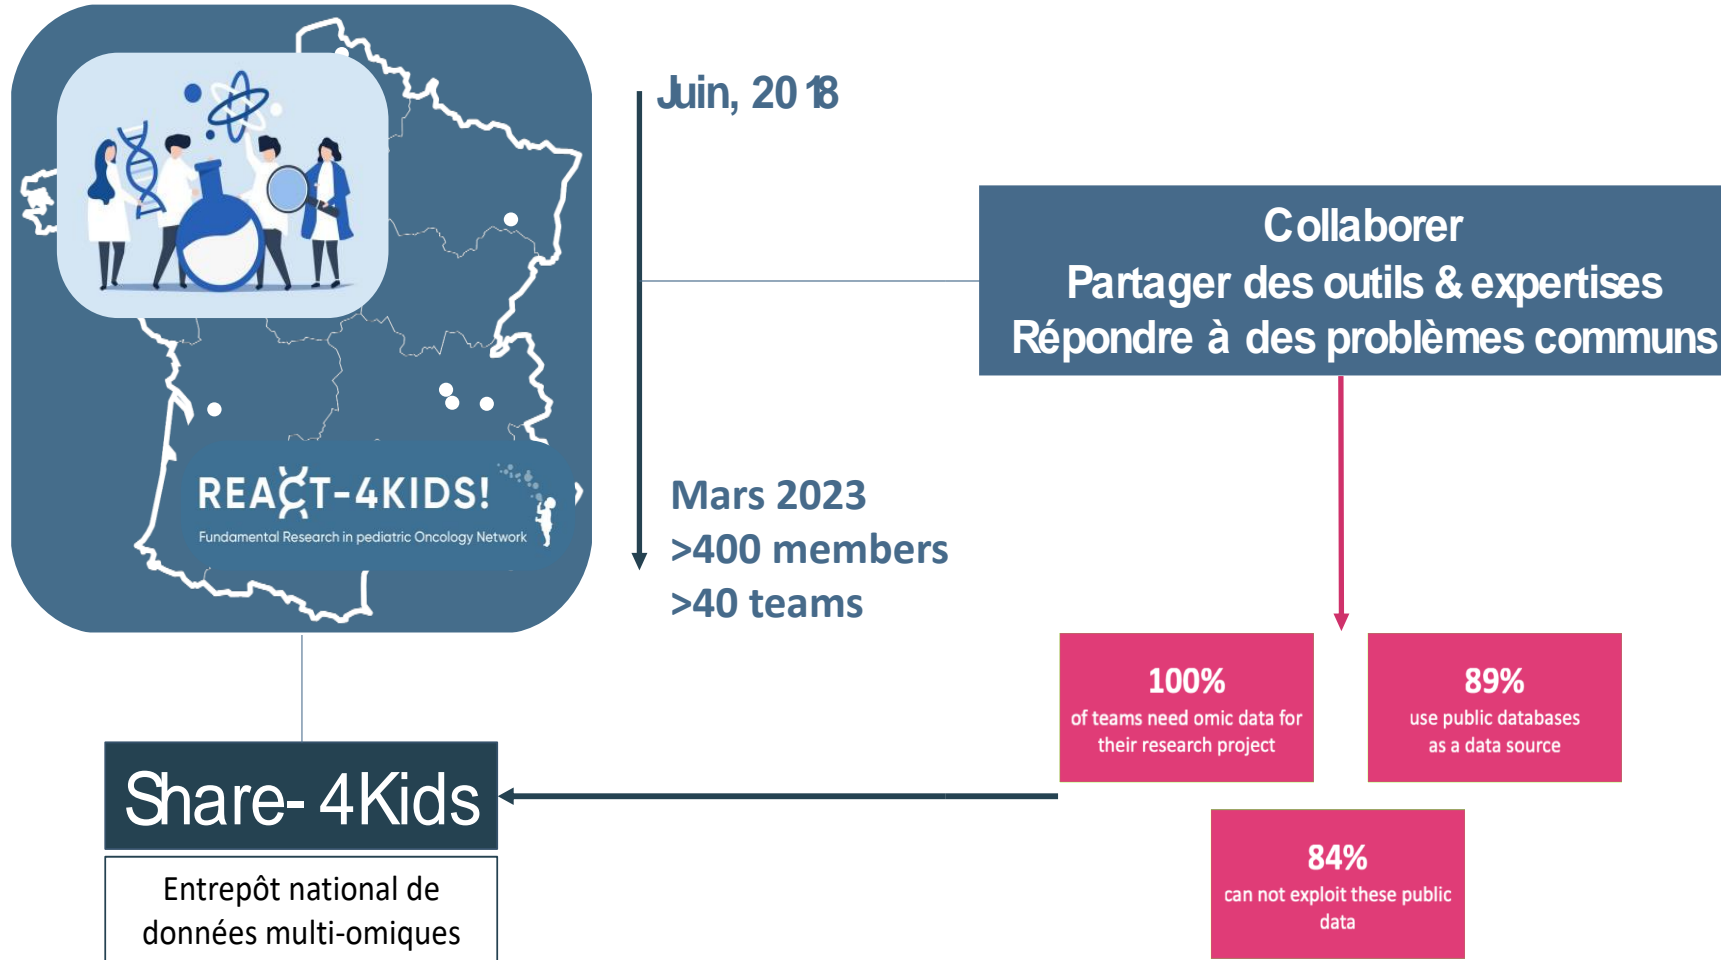 REACT-4KIDS!
Fundamental Research in pediatric Oncology Network
Juin, 2018
Collaborer
Partager des outils & expertises
Répondre à des problèmes communs
Mars 2023
>400 members
>40 teams
100%
of teams need omic data for
their research project
89%
use public databases
as a data source
84%
can not exploit these public
data
Share- 4Kids
Entrepôt national de
données multi-omiques